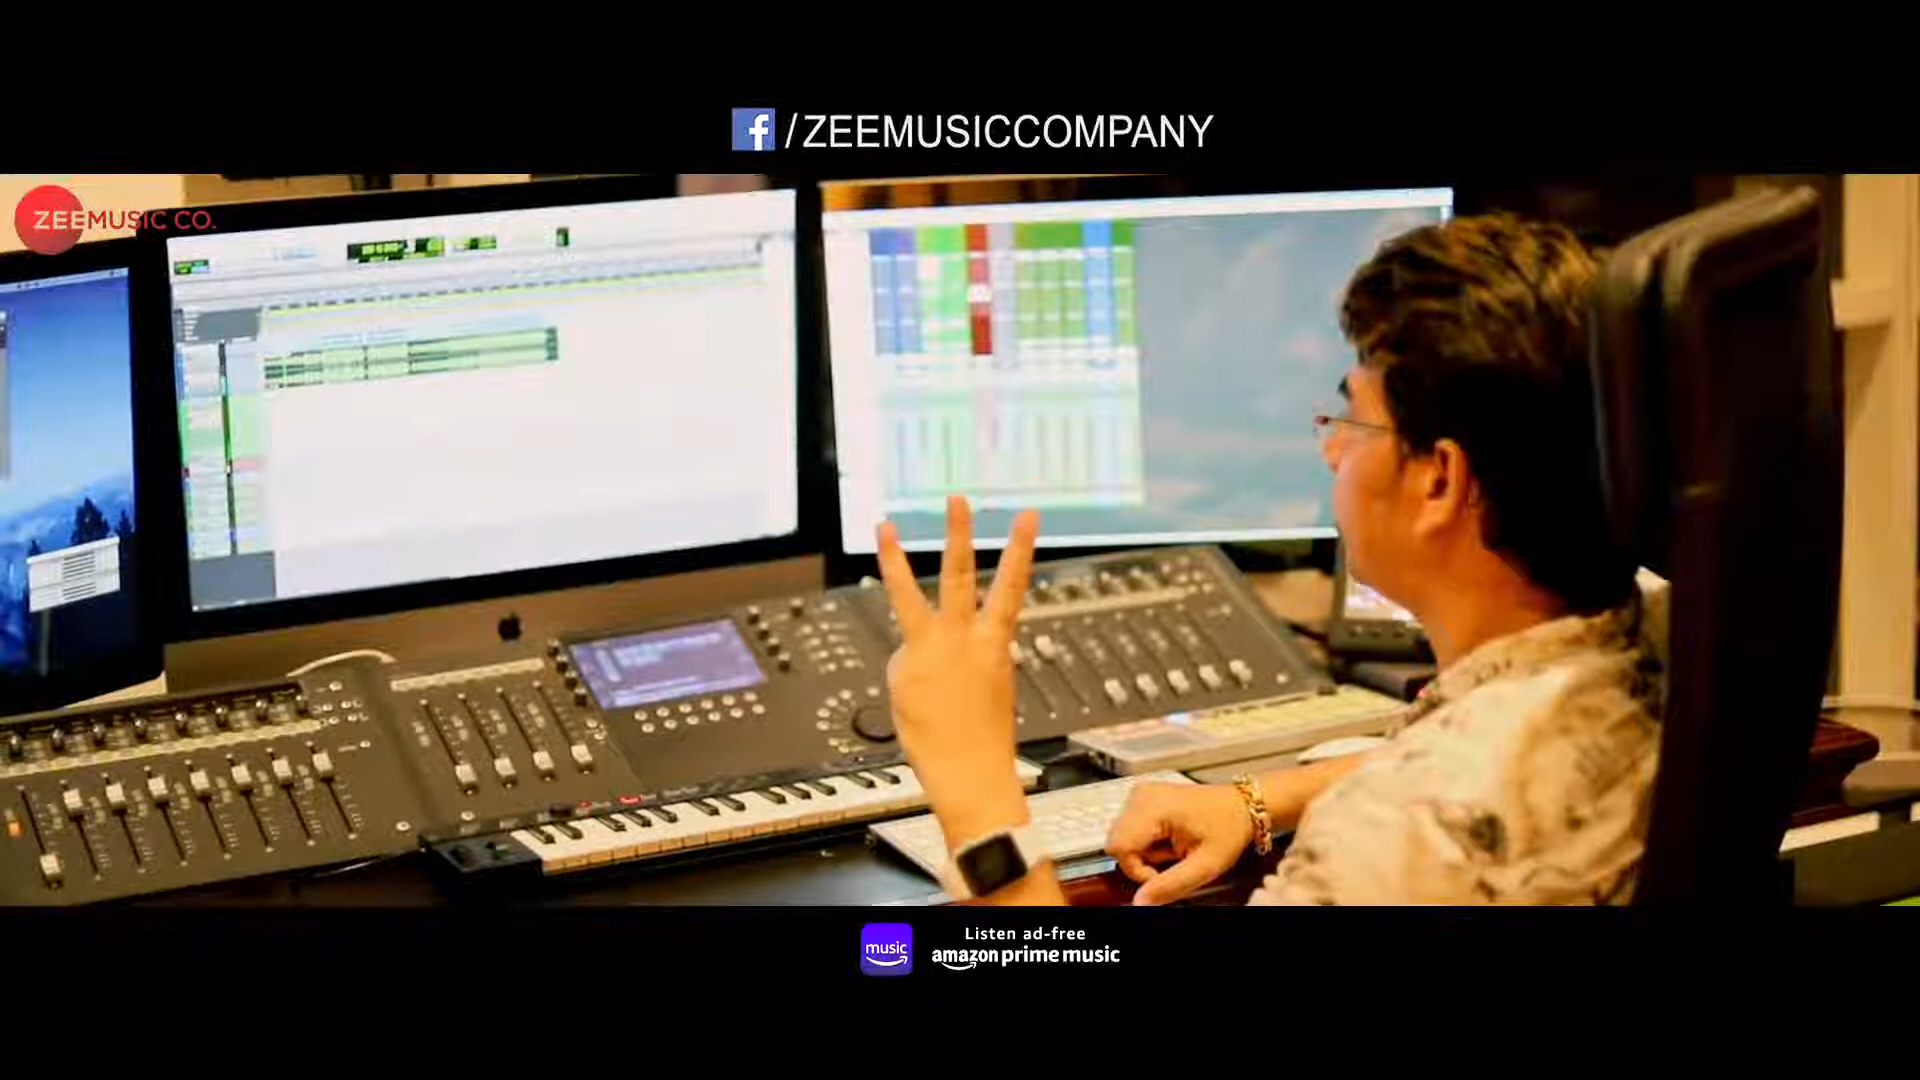 /ZEEMUSICCOMPANY
ZEEMUSIC CO.
music
Listen ad-free
amazon prime music